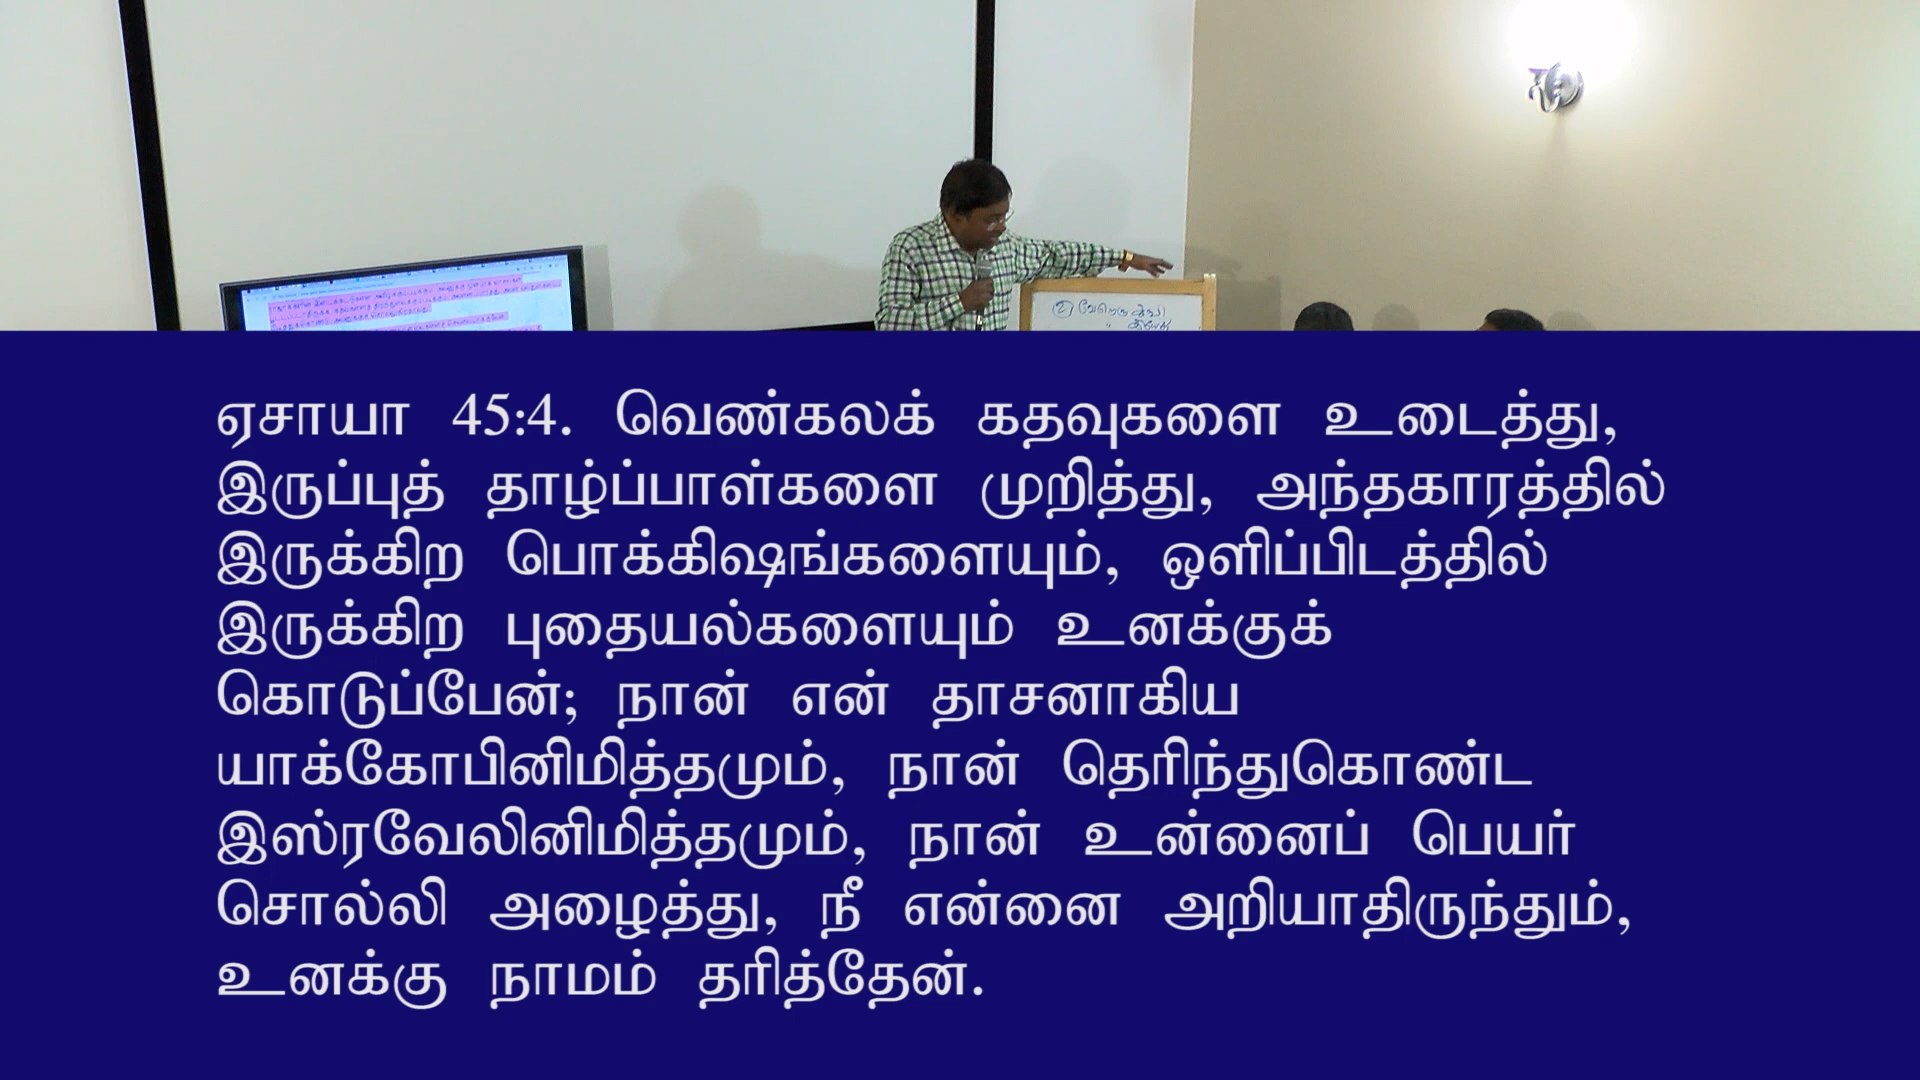 ஏசாயா 45:4. வெண்கலக் கதவுகளை உடைத்து,
இருப்புத் தாழ்ப்பாள்களை முறித்து, அந்தகாரத்தில்
இருக்கிற பொக்கிஷங்களையும், ஒளிப்பிடத்தில்
இருக்கிற புதையல்களையும் உனக்குக்
கொடுப்பேன்; நான் என் தாசனாகிய
யாக்கோபினிமித்தமும், நான் தெரிந்துகொண்ட
இஸ்ரவேலினிமித்தமும், நான் உன்னைப் பெயர்
சொல்லி அழைத்து, நீ என்னை அறியாதிருந்தும்,
உனக்கு நாமம் தரித்தேன்.